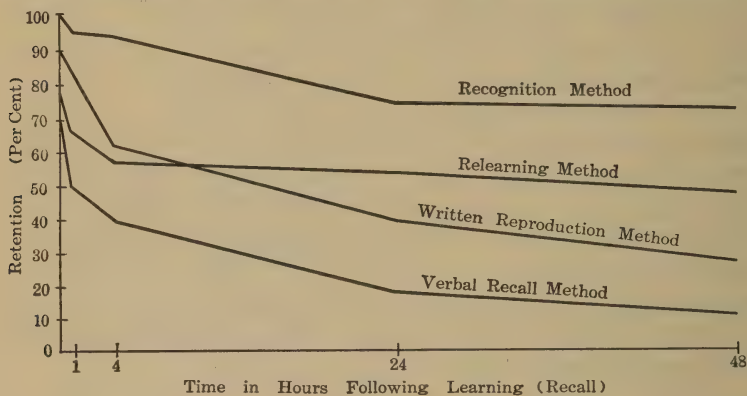 100
90
80
70
60
50
40
30
20
10
0
Retention (Per Cent)
Recognition Method
Relearning Method
Written Reproduction Method
Verbal Recall Method
1 4 24 48
Time in Hours Following Learning (Recall)